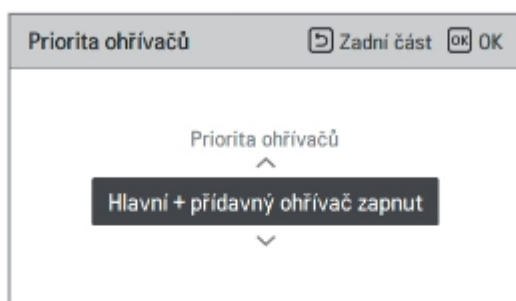 Priorita ohřívačů Zadní část OK OK
Priorita ohřívačů
Hlavní + přídavný ohřívač zapnut